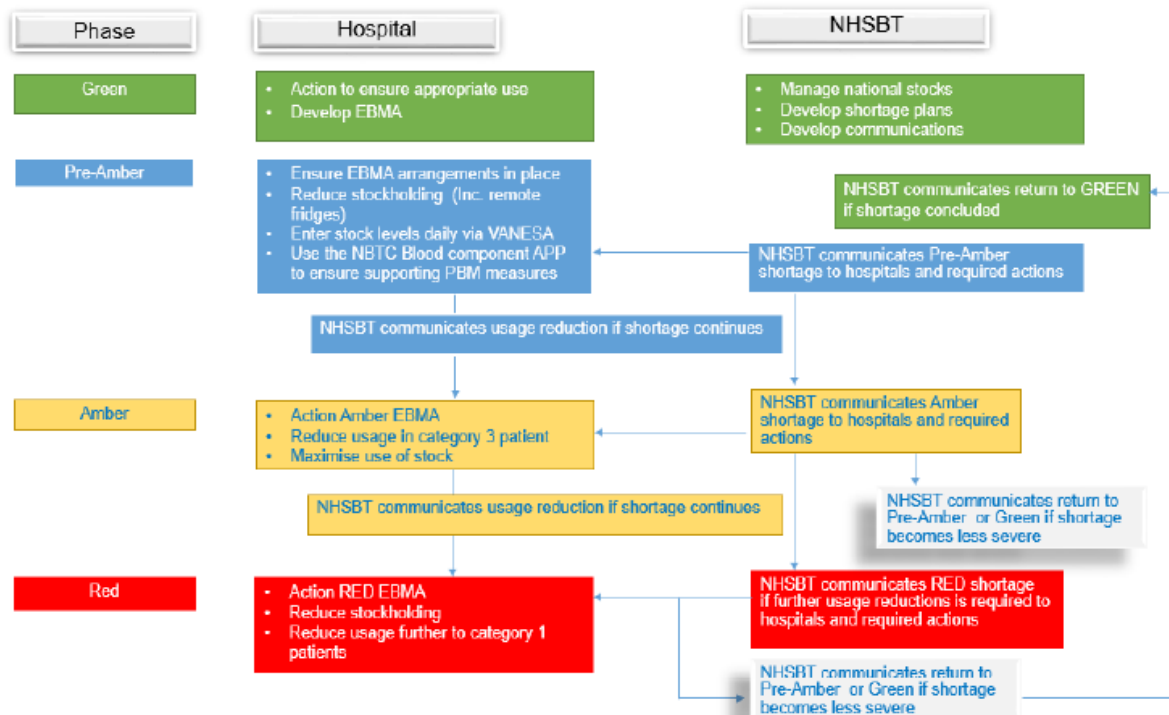 Phase
Hospital
NHSBT
Green
• Action to ensure appropriate use
• Develop EBMA
• Manage national stocks
• Develop shortage plans
• Develop communications
Pre-Amber
• Ensure EBMA arrangements in place
• Reduce stockholding (Inc. remote
fridges)
• Enter stock levels daily via VANESA
• Use the NBTC Blood component APP
to ensure supporting PBM measures
NHSBT communicates return to GREEN
if shortage concluded
NHSBT communicates Pre-Amber
shortage to hospitals and required actions
NHSBT communicates usage reduction if shortage continues
Amber
• Action Amber EBMA
• Reduce usage in category 3 patient
• Maximise use of stock
NHSBT communicates Amber
shortage to hospitals and required
actions
NHSBT communicates usage reduction if shortage continues
NHSBT communicates return to
Pre-Amber or Green if shortage
becomes less severe
Red
• Action RED EBMA
• Reduce stockholding
• Reduce usage further to category 1
patients
NHSBT communicates RED shortage
if further usage reductions is required to
hospitals and required actions
NHSBT communicates return to
Pre-Amber or Green if shortage
becomes less severe